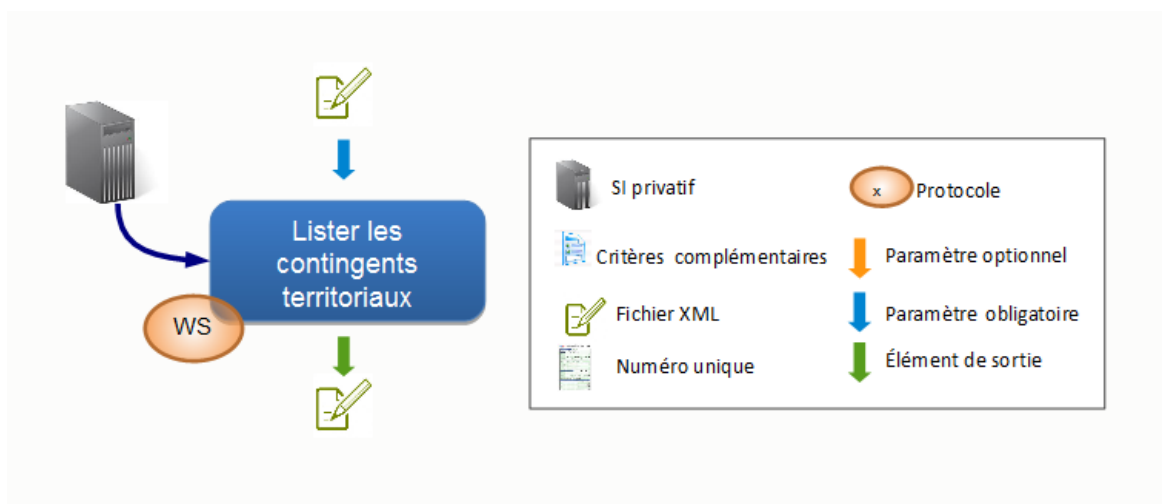 Lister les
contingents
territoriaux
WS
SI privatif
x
Protocole
Critères complémentaires
Paramètre optionnel
Fichier XML
Paramètre obligatoire
Numéro unique
Élément de sortie